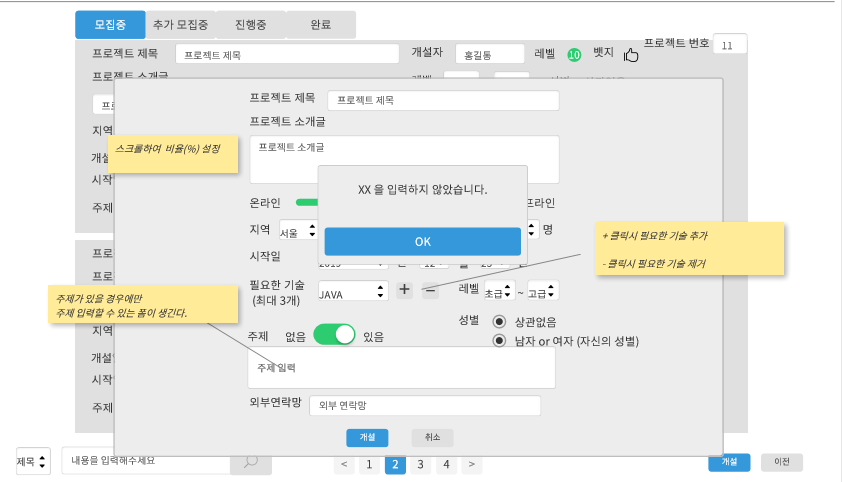 모집중 추가 모집중 진행중 완료
프로젝트 제목 프로젝트 제목 개설자 홍길동 레벨 10 뱃지 프로젝트 번호 11
프로젝트 소개글
프로젝트 제목 프로젝트 제목
프로젝트 소개글
지역
스크롤하여 비율(%) 설정
프로젝트 소개글
개설
시작
XX 을 입력하지 않았습니다.
주제
온라인
프라인
지역 서울 명
OK
+ 클릭시 필요한 기술 추가
- 클릭시 필요한 기술 제거
프로
시작일
프로
필요한 기술
(최대 3개)
JAVA + − 레벨 초급 ~ 고급
주제가 있을 경우에만
주제 입력할 수 있는 폼이 생긴다.
지역
성별 상관없음
주제 없음 있음 남자 or 여자 (자신의 성별)
개설
주제 입력
시작
주제
외부연락망 외부 연락망
개설 취소
제목 내용을 입력해주세요 < 1 2 3 4 > 개설 이전